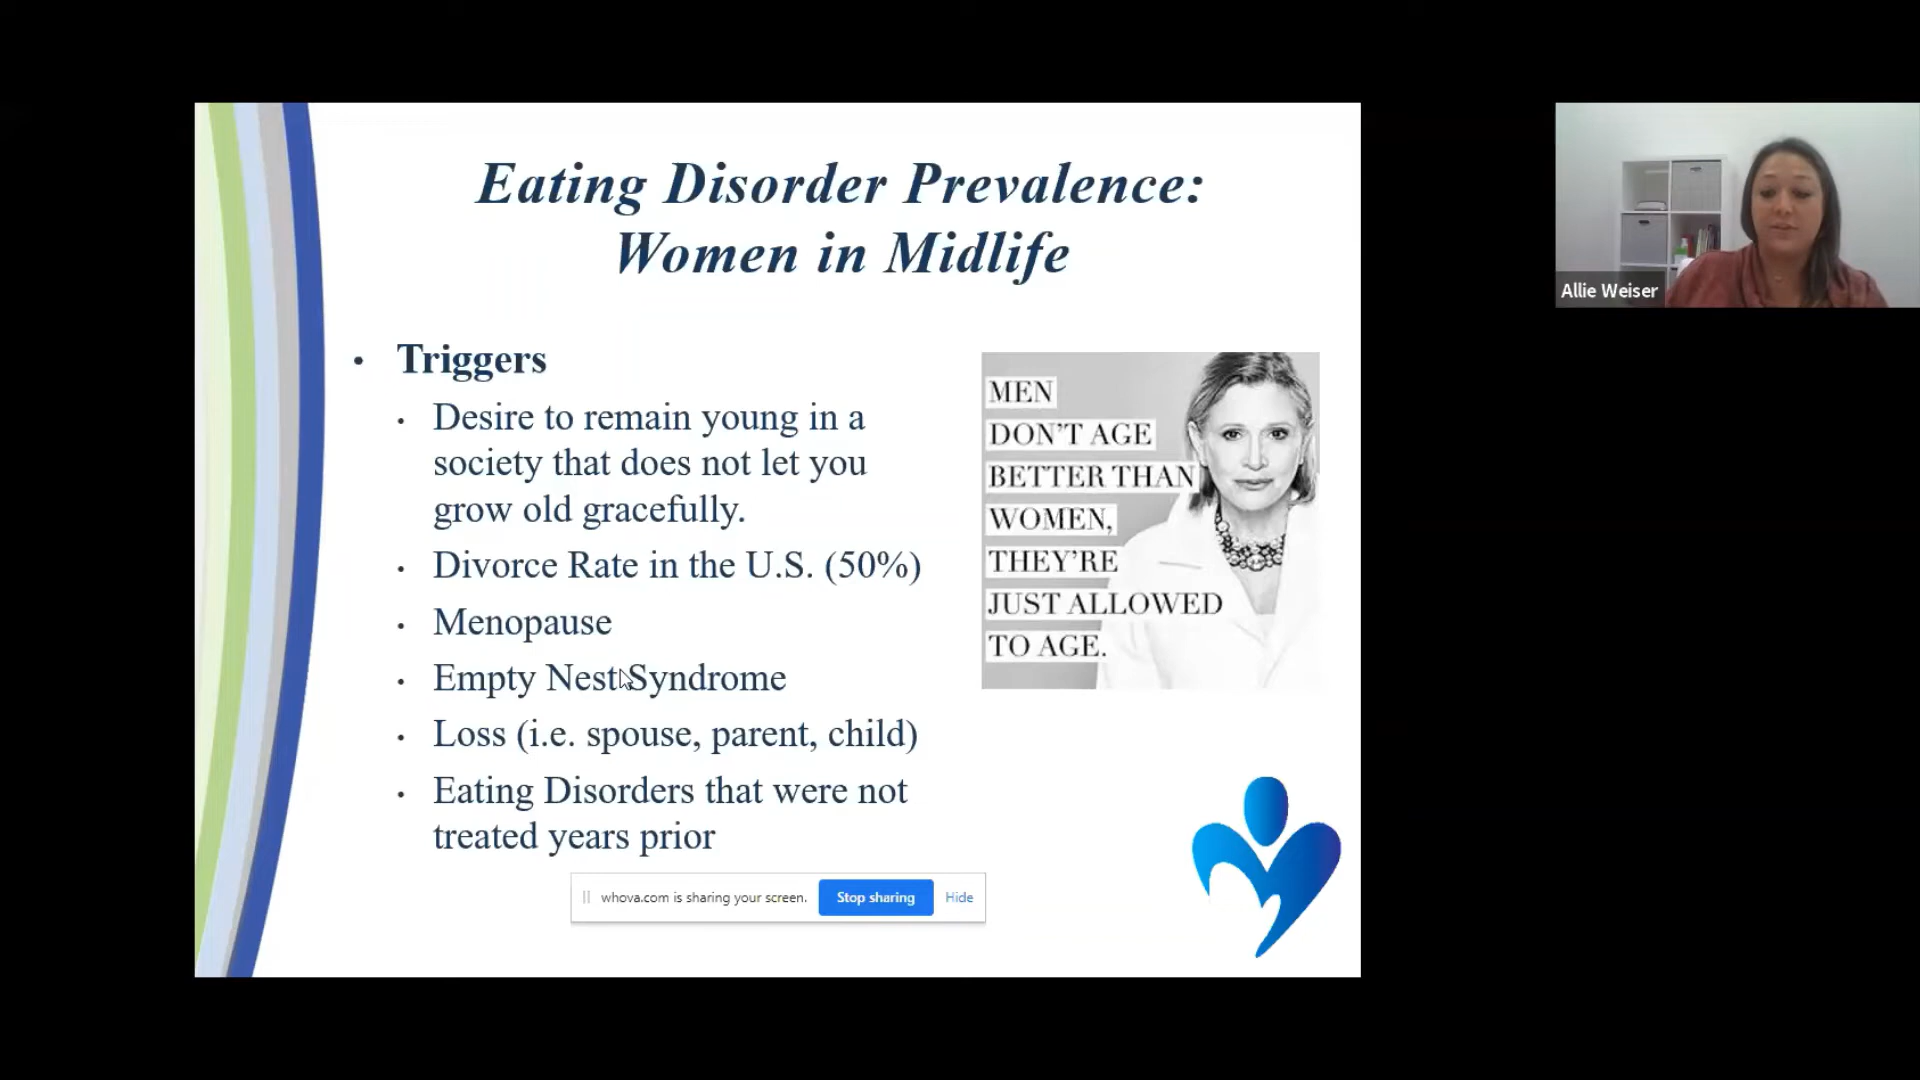 Eating Disorder Prevalence:
Women in Midlife
• Triggers
• Desire to remain young in a
society that does not let you
grow old gracefully.
• Divorce Rate in the U.S. (50%)
• Menopause
• Empty Nest Syndrome
• Loss (i.e. spouse, parent, child)
• Eating Disorders that were not
treated years prior
MEN
DON'T AGE
BETTER THAN
WOMEN,
THEY'RE
JUST ALLOWED
TO AGE.
whova.com is sharing your screen. Stop sharing Hide
Allie Weiser